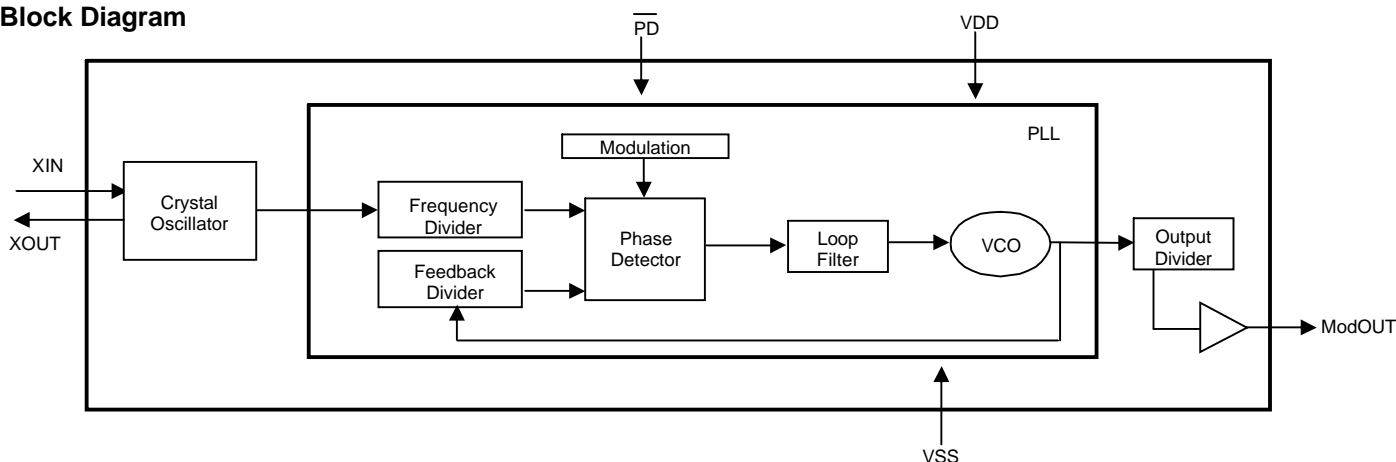 Block Diagram
PD
VDD
PLL
Modulation
XIN
XOUT
Crystal
Oscillator
Frequency
Divider
Feedback
Divider
Phase
Detector
Loop
Filter
VCO
Output
Divider
ModOUT
VSS